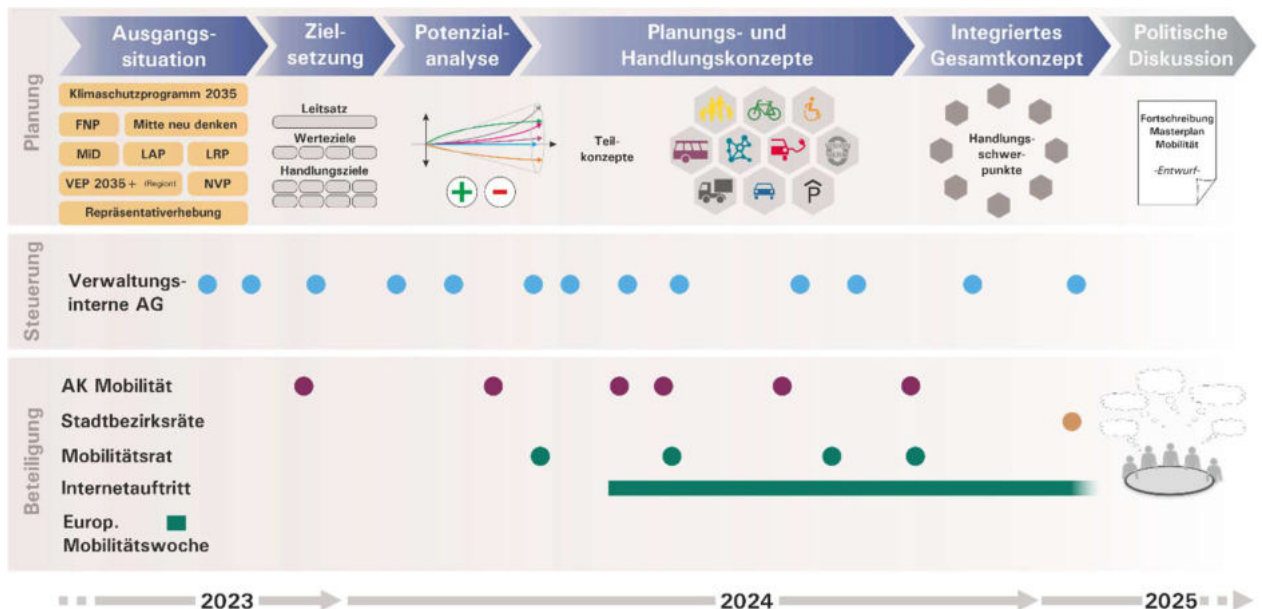 Planung
Ausgangs-
situation
Ziel-
setzung
Potenzial-
analyse
Planungs- und
Handlungskonzepte
Integriertes
Gesamtkonzept
Politische
Diskussion
Klimaschutzprogramm 2035
FNP
Mitte neu denken
MiD
LAP
LRP
VEP 2035+ (Region)
NVP
Repräsentativerhebung
Leitsatz
Werteziele
Handlungsziele
Teil-
konzepte
P
Handlungs-
schwer-
punkte
Fortschreibung
Masterplan
Mobilität
-Entwurf-
Steuerung
Verwaltungs-
interne AG
Beteiligung
AK Mobilität
Stadtbezirksräte
Mobilitätsrat
Internetauftritt
Europ.
Mobilitätswoche
2023
2024
2025